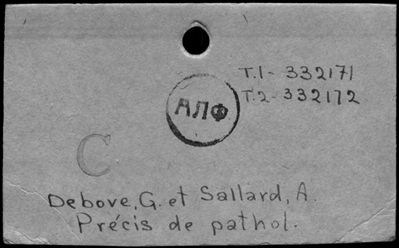 T.1 - 332171
T.2 - 332172
АЛФ
C
Debove, G. et Sallard, A.
Précis de pathol.